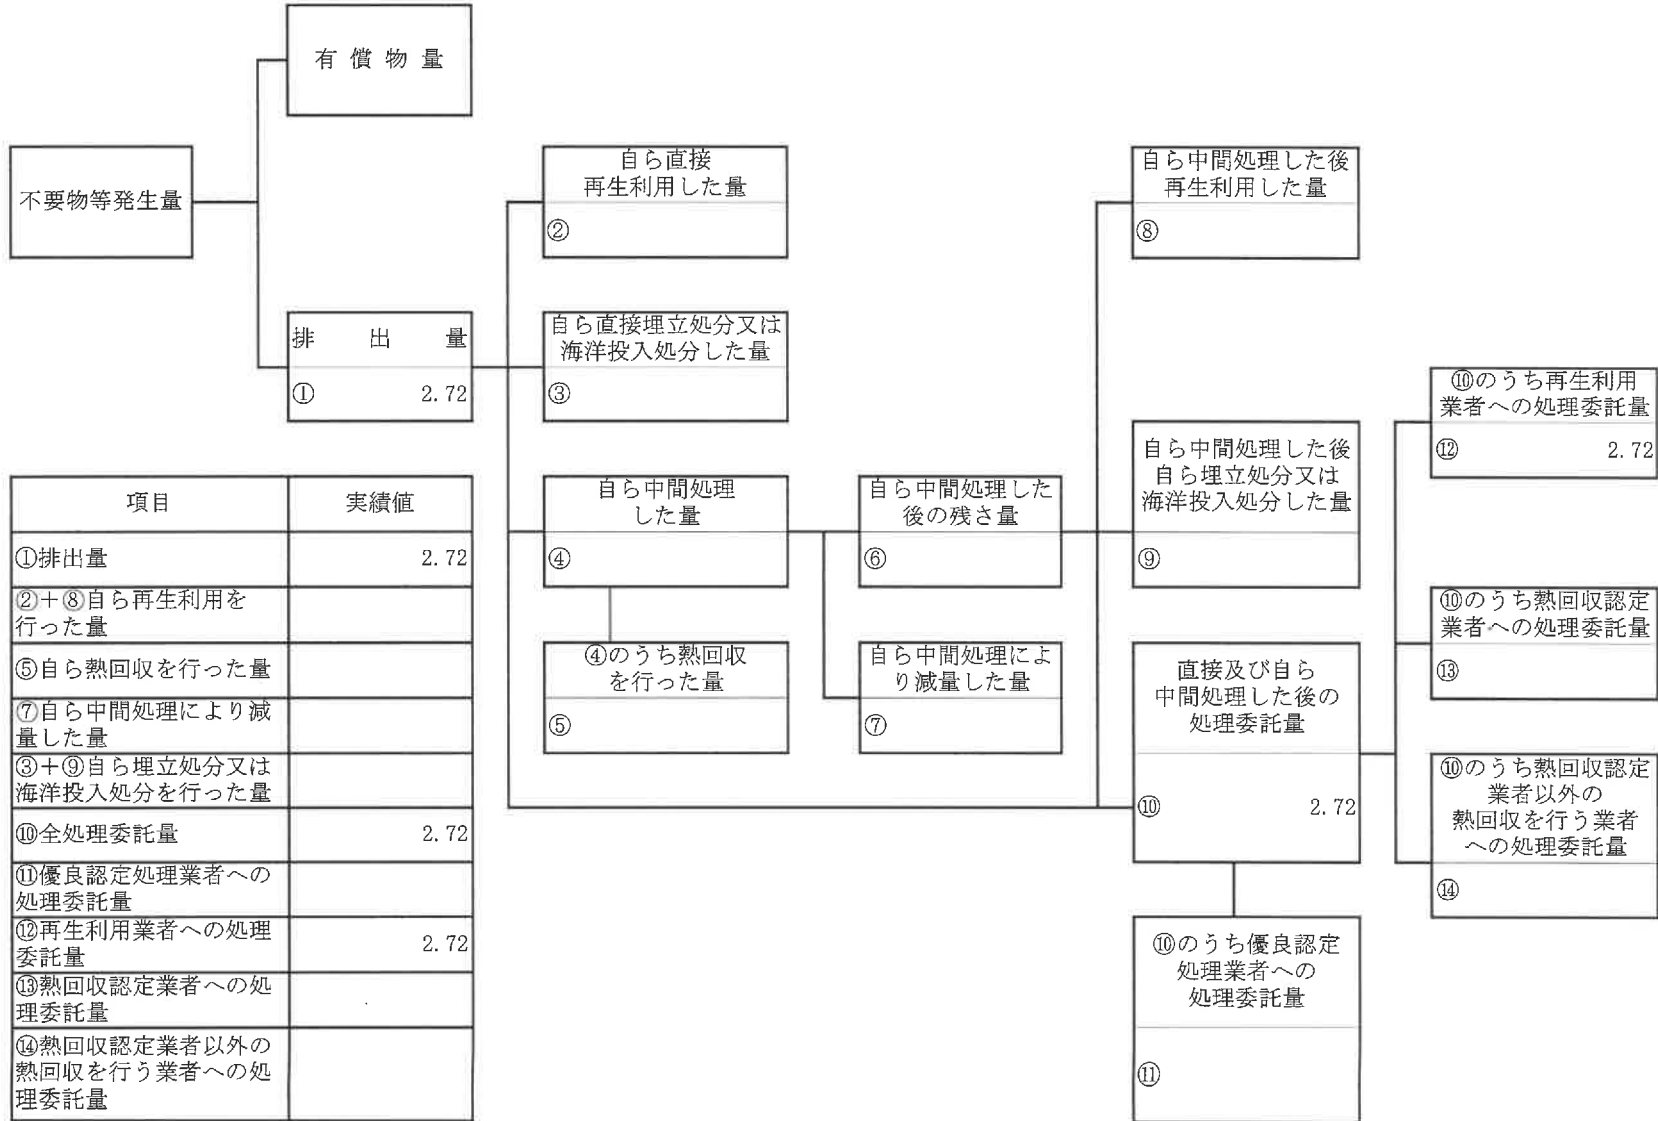 有償物量
不要物等発生量
排出量
① 2.72
自ら直接
再生利用した量
②
自ら直接埋立処分又は
海洋投入処分した量
③
自ら中間処理
した量
④
④のうち熱回収
を行った量
⑤
自ら中間処理した
後の残さ量
⑥
自ら中間処理によ
り減量した量
⑦
自ら中間処理した後
再生利用した量
⑧
自ら中間処理した後
自ら埋立処分又は
海洋投入処分した量
⑨
直接及び自ら
中間処理した後の
処理委託量
⑩ 2.72
⑩のうち優良認定
処理業者への
処理委託量
⑪
⑩のうち再生利用
業者への処理委託量
⑫ 2.72
⑩のうち熱回収認定
業者への処理委託量
⑬
⑩のうち熱回収認定
業者以外の
熱回収を行う業者
への処理委託量
⑭
項目 実績値
①排出量 2.72
②+⑧自ら再生利用を
行った量
⑤自ら熱回収を行った量
⑦自ら中間処理により減
量した量
③+⑨自ら埋立処分又は
海洋投入処分を行った量
⑩全処理委託量 2.72
⑪優良認定処理業者への
処理委託量
⑫再生利用業者への処理
委託量 2.72
⑬熱回収認定業者への処
理委託量
⑭熱回収認定業者以外の
熱回収を行う業者への処
理委託量